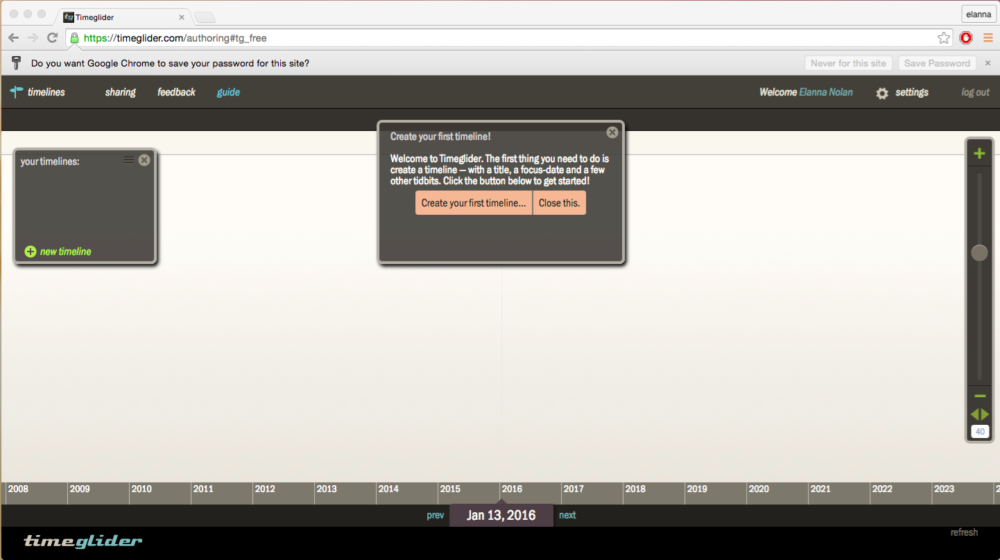 tg Timeglider
elanna
https://timeglider.com/authoring#tg_free
Do you want Google Chrome to save your password for this site? Never for this site Save Password
timelines sharing feedback guide Welcome Elanna Nolan settings log out
Create your first timeline!
Welcome to Timeglider. The first thing you need to do is
create a timeline — with a title, a focus-date and a few
other tidbits. Click the button below to get started!
Create your first timeline... Close this.
your timelines:
new timeline
40
2008 2009 2010 2011 2012 2013 2014 2015 2016 2017 2018 2019 2020 2021 2022 2023 2
prev Jan 13, 2016 next
refresh
timeglider